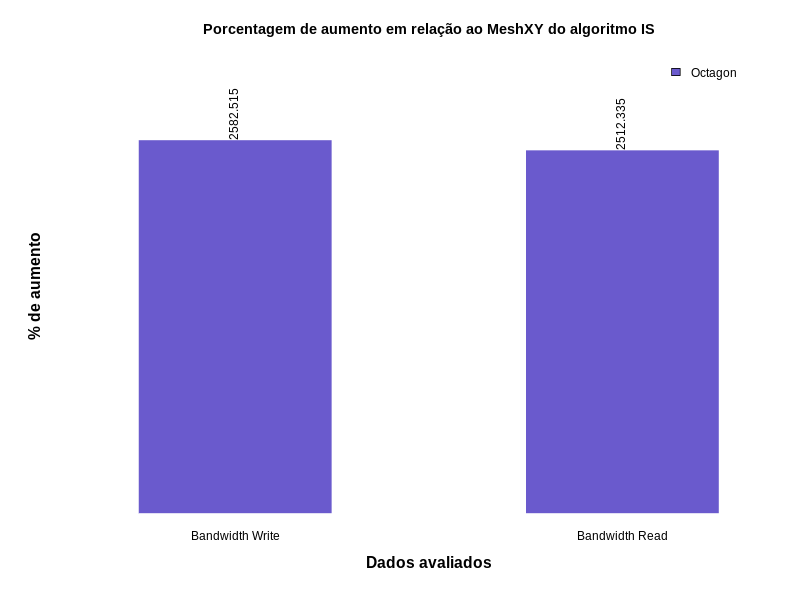 Porcentagem de aumento em relação ao MeshXY do algoritmo IS
Octagon
2582.515
2512.335
% de aumento
Bandwidth Write
Bandwidth Read
Dados avaliados